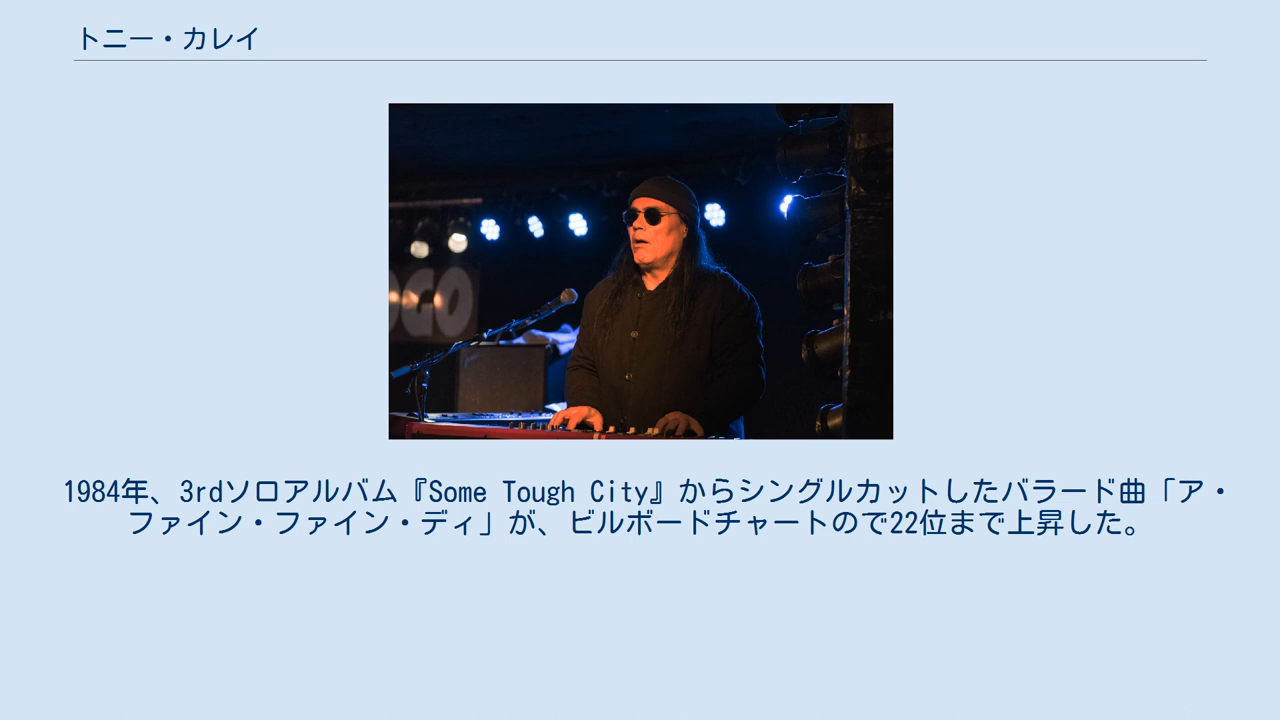 トニー・カレイ
OGO
1984年、3rdソロアルバム『Some Tough City』からシングルカットしたバラード曲「ア・
ファイン・ファイン・ディ」が、ビルボードチャートので22位まで上昇した。